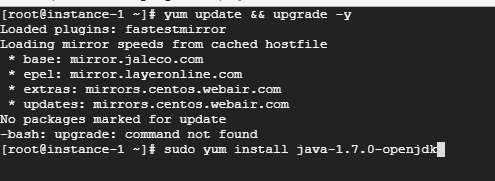 [root@instance-1 ~]# yum update && upgrade -y
Loaded plugins: fastestmirror
Loading mirror speeds from cached hostfile
 * base: mirror.jaleco.com
 * epel: mirror.layeronline.com
 * extras: mirrors.centos.webair.com
 * updates: mirrors.centos.webair.com
No packages marked for update
-bash: upgrade: command not found
[root@instance-1 ~]# sudo yum install java-1.7.0-openjdk